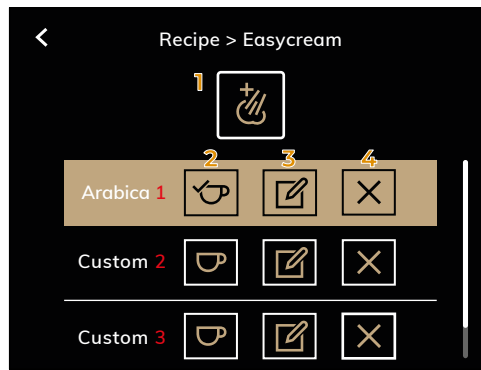 Recipe > Easycream
1
2 3 4
Arabica 1
Custom 2
Custom 3